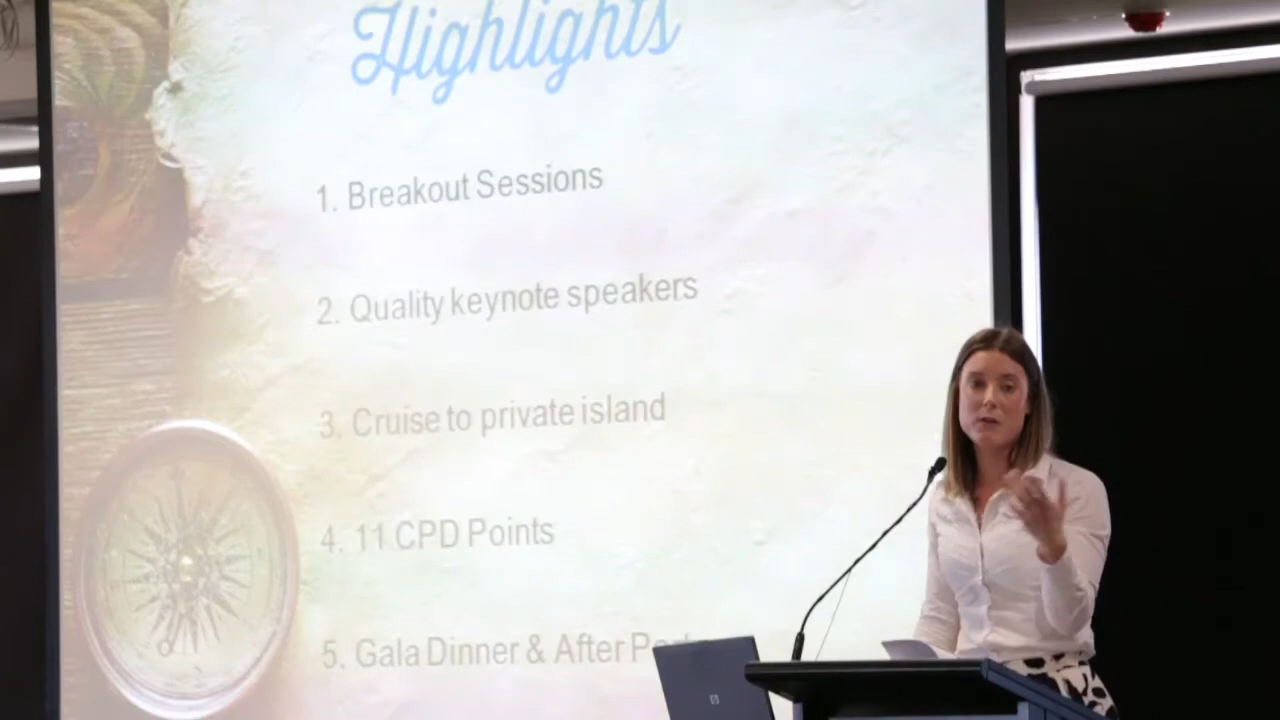 Highlights
1. Breakout Sessions
2. Quality keynote speakers
3. Cruise to private island
4. 11 CPD Points
5. Gala Dinner & After